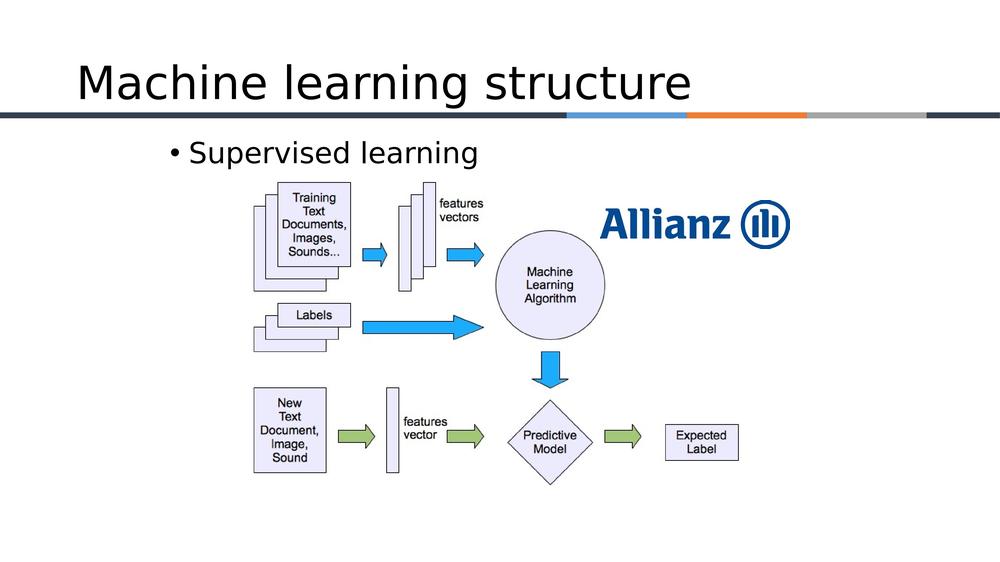 Machine learning structure
• Supervised learning
Training
Text
Documents,
Images,
Sounds...
features
vectors
Allianz
Machine
Learning
Algorithm
Labels
New
Text
Document,
Image,
Sound
features
vector
Predictive
Model
Expected
Label